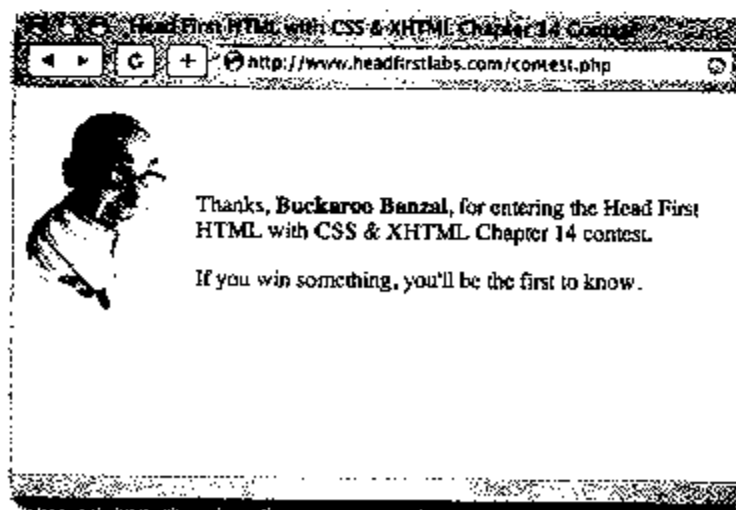 Head First HTML with CSS & XHTML Chapter 14 Contest
http://www.headfirstlabs.com/contest.php
Thanks, Buckaroo Banzai, for entering the Head First
HTML with CSS & XHTML Chapter 14 contest.
If you win something, you'll be the first to know.